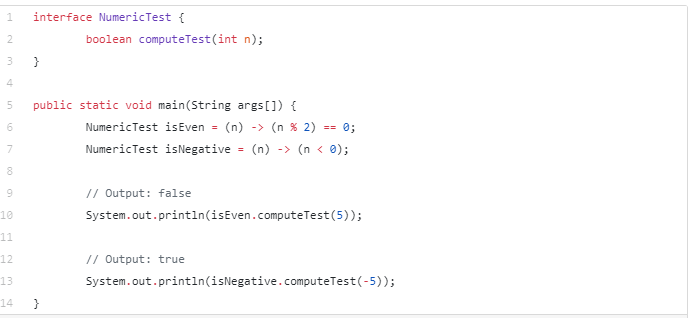 1 interface NumericTest {
2 boolean computeTest(int n);
3 }
4
5 public static void main(String args[]) {
6 NumericTest isEven = (n) -> (n % 2) == 0;
7 NumericTest isNegative = (n) -> (n < 0);
8
9 // Output: false
10 System.out.println(isEven.computeTest(5));
11
12 // Output: true
13 System.out.println(isNegative.computeTest(-5));
14 }